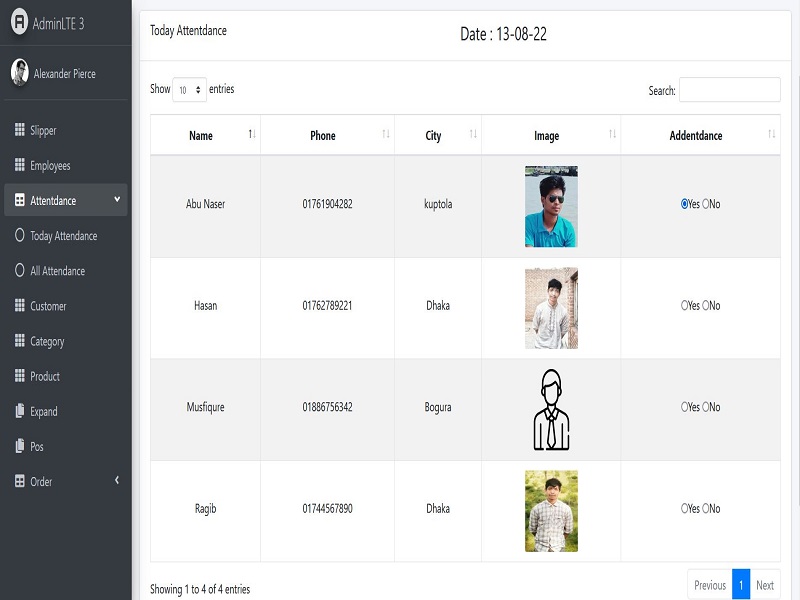 AdminLTE 3
Alexander Pierce
Slipper
Employees
Attentdance
Today Attendance
All Attendance
Customer
Category
Product
Expand
Pos
Order
Today Attentdance
Date : 13-08-22
Show 10 entries
Search:
Name Phone City Image Addentdance
Abu Naser 01761904282 kuptola Yes No
Hasan 01762789221 Dhaka Yes No
Musfiqure 01886756342 Bogura Yes No
Ragib 01744567890 Dhaka Yes No
Showing 1 to 4 of 4 entries
Previous 1 Next